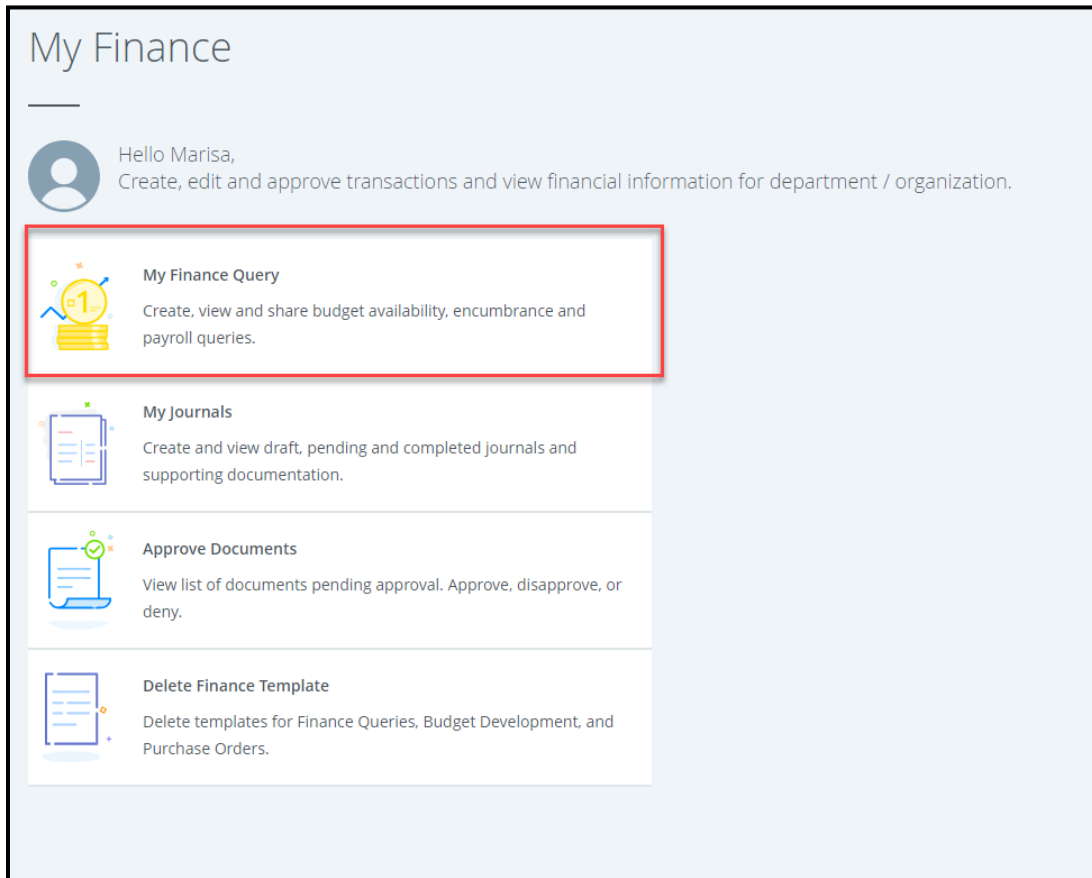 My Finance
Hello Marisa,
Create, edit and approve transactions and view financial information for department / organization.
1
My Finance Query
Create, view and share budget availability, encumbrance and
payroll queries.
My Journals
Create and view draft, pending and completed journals and
supporting documentation.
Approve Documents
View list of documents pending approval. Approve, disapprove, or
deny.
Delete Finance Template
Delete templates for Finance Queries, Budget Development, and
Purchase Orders.